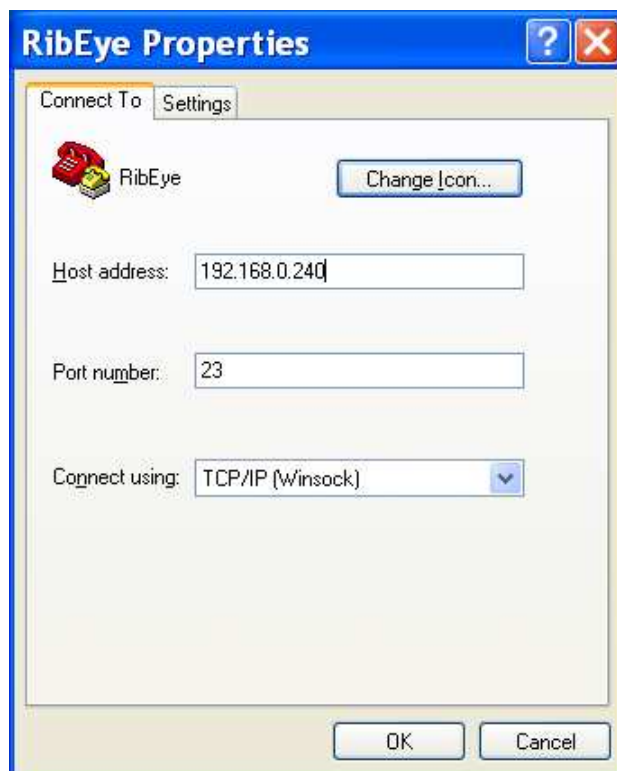 RibEye Properties
Connect To Settings
RibEye Change Icon...
Host address: 192.168.0.240
Port number: 23
Connect using: TCP/IP (Winsock)
OK Cancel